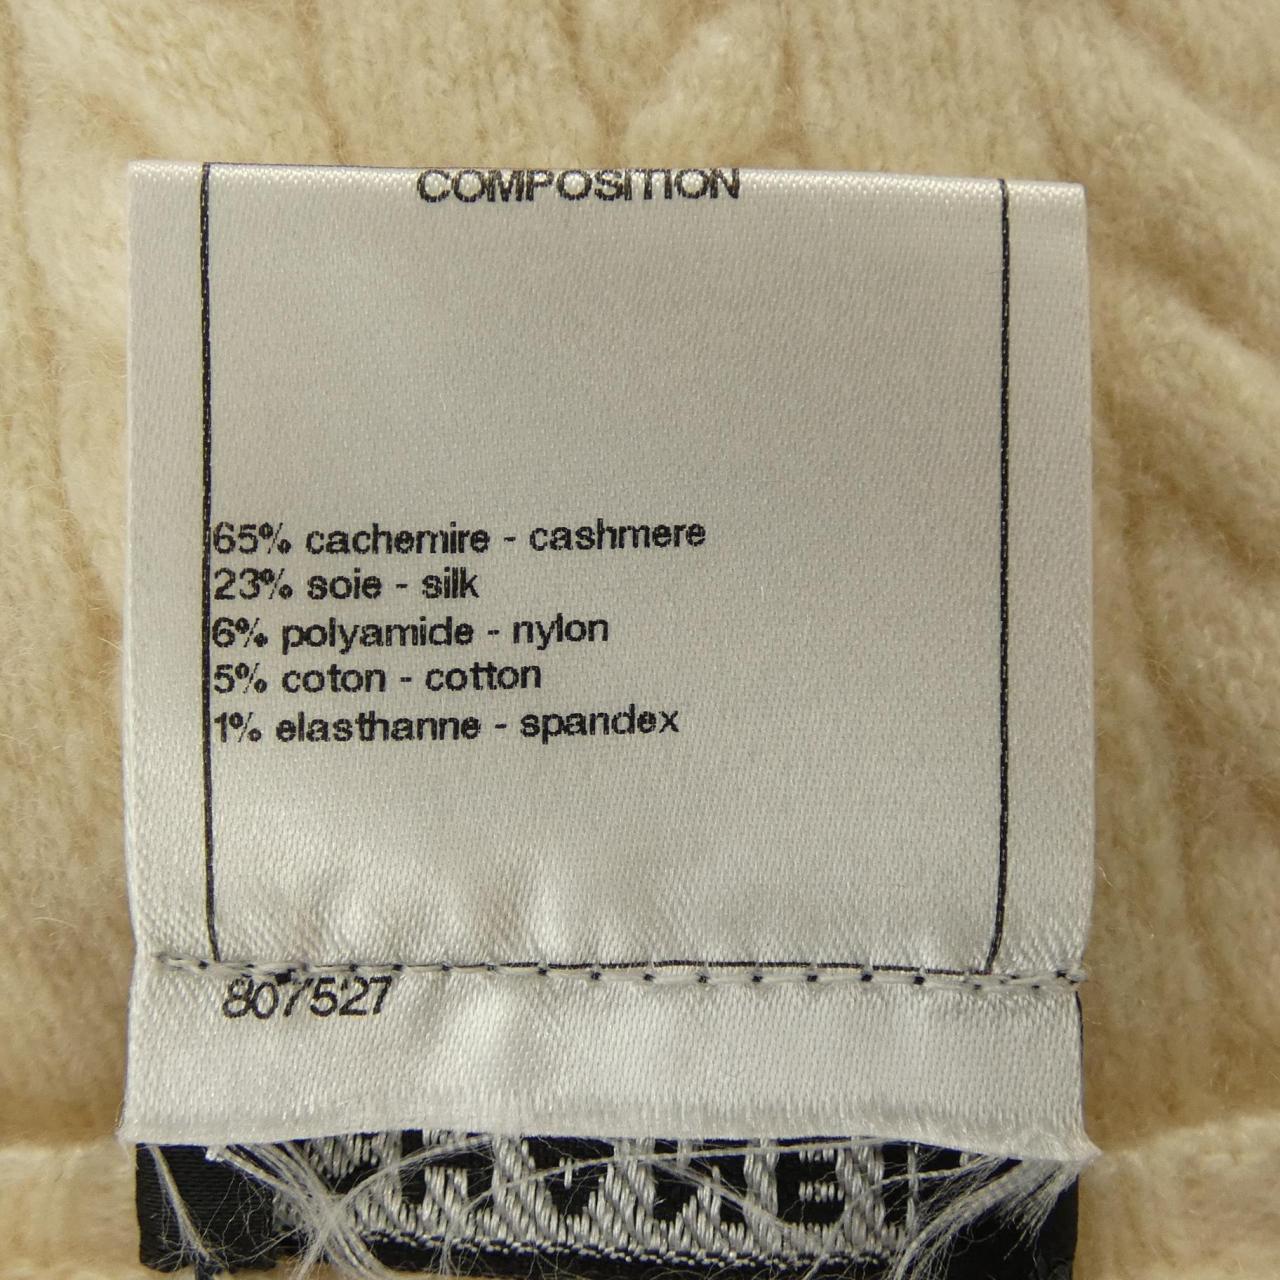 COMPOSITION
65% cachemire - cashmere
23% soie - silk
6% polyamide - nylon
5% coton - cotton
1% elasthanne - spandex
807527